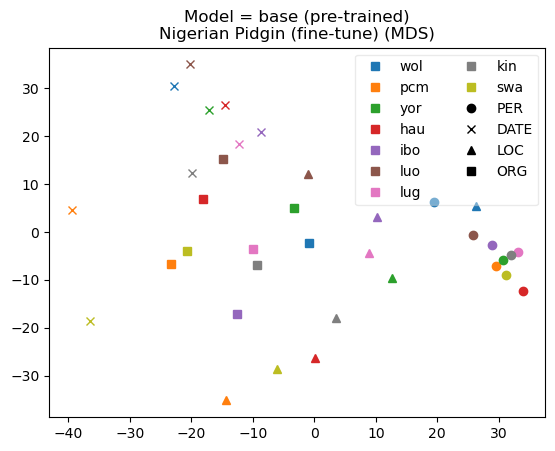 Model = base (pre-trained)
Nigerian Pidgin (fine-tune) (MDS)
30
20
10
0
−10
−20
−30
−40
−30
−20
−10
0
10
20
30
wol
pcm
yor
hau
ibo
luo
lug
kin
swa
PER
DATE
LOC
ORG